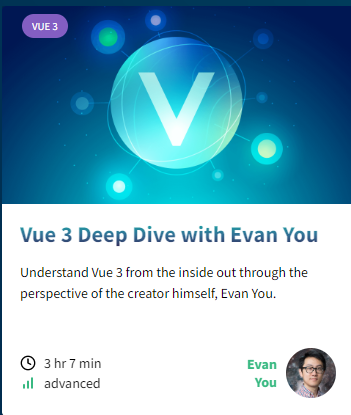 VUE 3
V
Vue 3 Deep Dive with Evan You
Understand Vue 3 from the inside out through the
perspective of the creator himself, Evan You.
3 hr 7 min
advanced
Evan
You